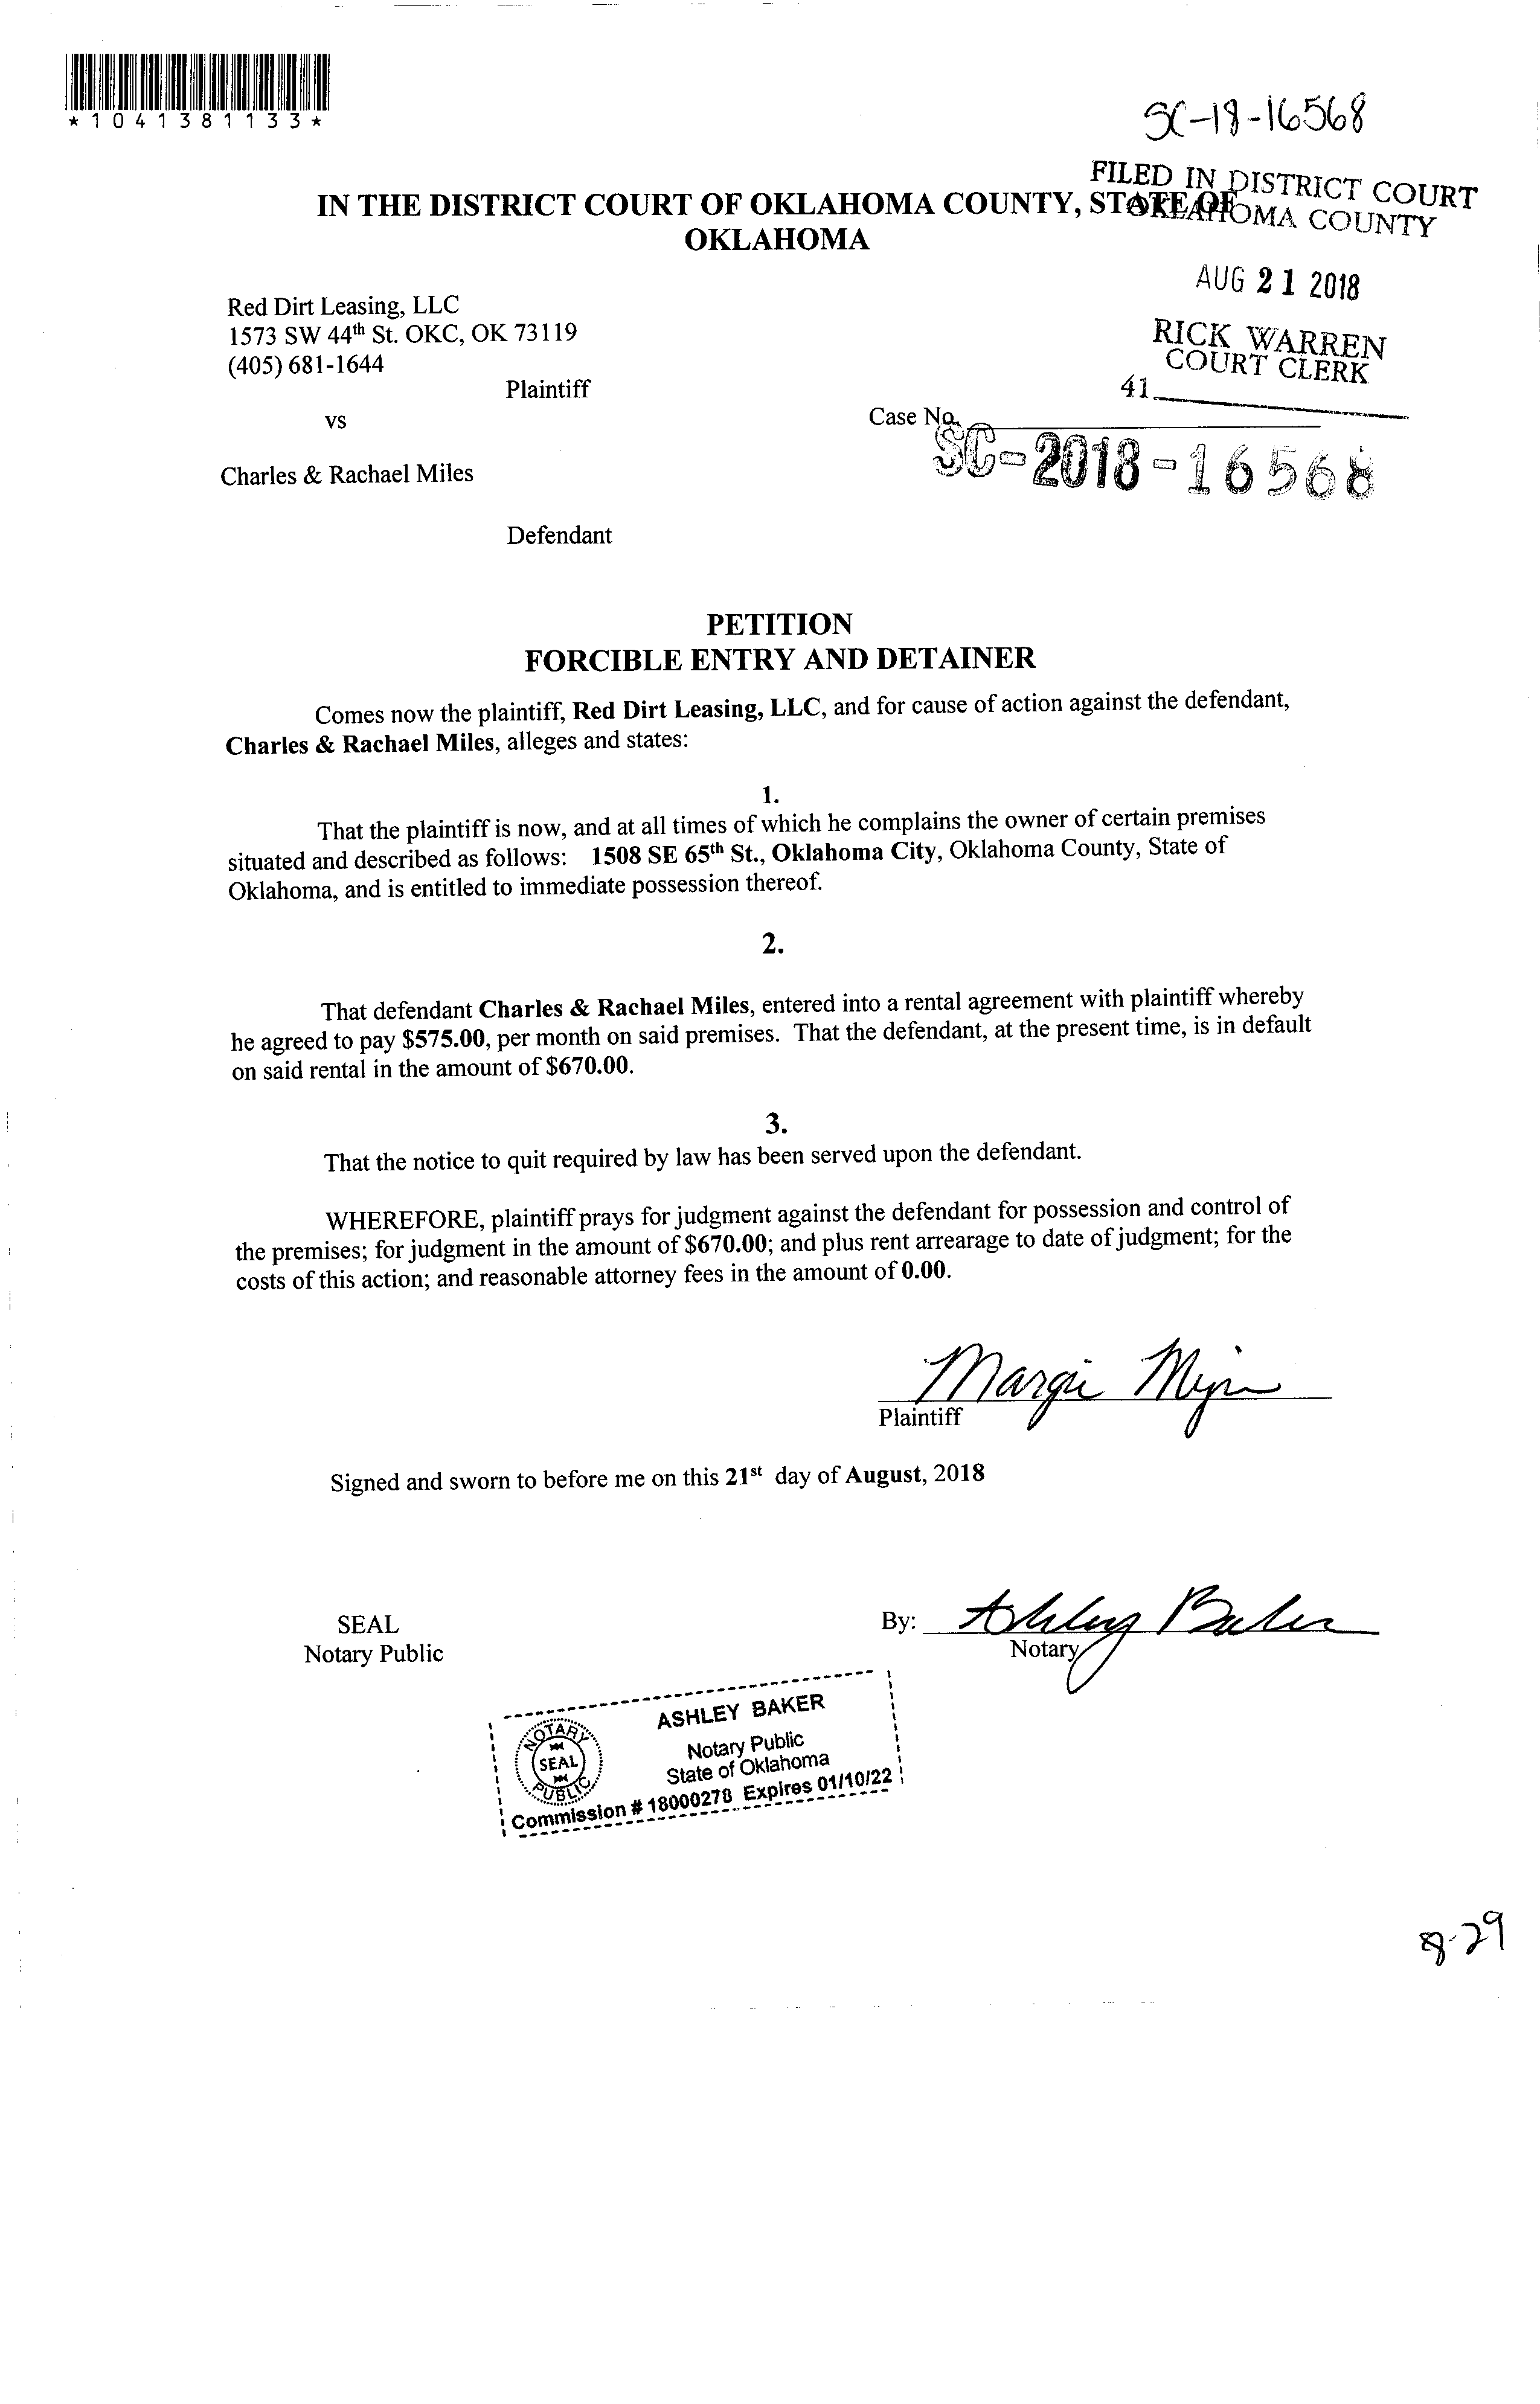 *1041381133*
SC-18-16568
FILED IN DISTRICT COURT
OKLAHOMA COUNTY
IN THE DISTRICT COURT OF OKLAHOMA COUNTY, STATE OF
OKLAHOMA
AUG 21 2018
RICK WARREN
COURT CLERK
41
Red Dirt Leasing, LLC
1573 SW 44th St. OKC, OK 73119
(405) 681-1644
Plaintiff
vs
Case No.
SC-2018-16568
Charles & Rachael Miles
Defendant
PETITION
FORCIBLE ENTRY AND DETAINER
Comes now the plaintiff, Red Dirt Leasing, LLC, and for cause of action against the defendant,
Charles & Rachael Miles, alleges and states:
1.
That the plaintiff is now, and at all times of which he complains the owner of certain premises
situated and described as follows: 1508 SE 65th St., Oklahoma City, Oklahoma County, State of
Oklahoma, and is entitled to immediate possession thereof.
2.
That defendant Charles & Rachael Miles, entered into a rental agreement with plaintiff whereby
he agreed to pay $575.00, per month on said premises. That the defendant, at the present time, is in default
on said rental in the amount of $670.00.
3.
That the notice to quit required by law has been served upon the defendant.
WHEREFORE, plaintiff prays for judgment against the defendant for possession and control of
the premises; for judgment in the amount of $670.00; and plus rent arrearage to date of judgment; for the
costs of this action; and reasonable attorney fees in the amount of 0.00.
Margie
Plaintiff
Signed and sworn to before me on this 21st day of August, 2018
SEAL
Notary Public
By: Ashley Baker
Notary
ASHLEY BAKER
Notary Public
State of Oklahoma
Commission # 18000278 Expires 01/10/22
NOTARY
SEAL
PUBLIC
8-29